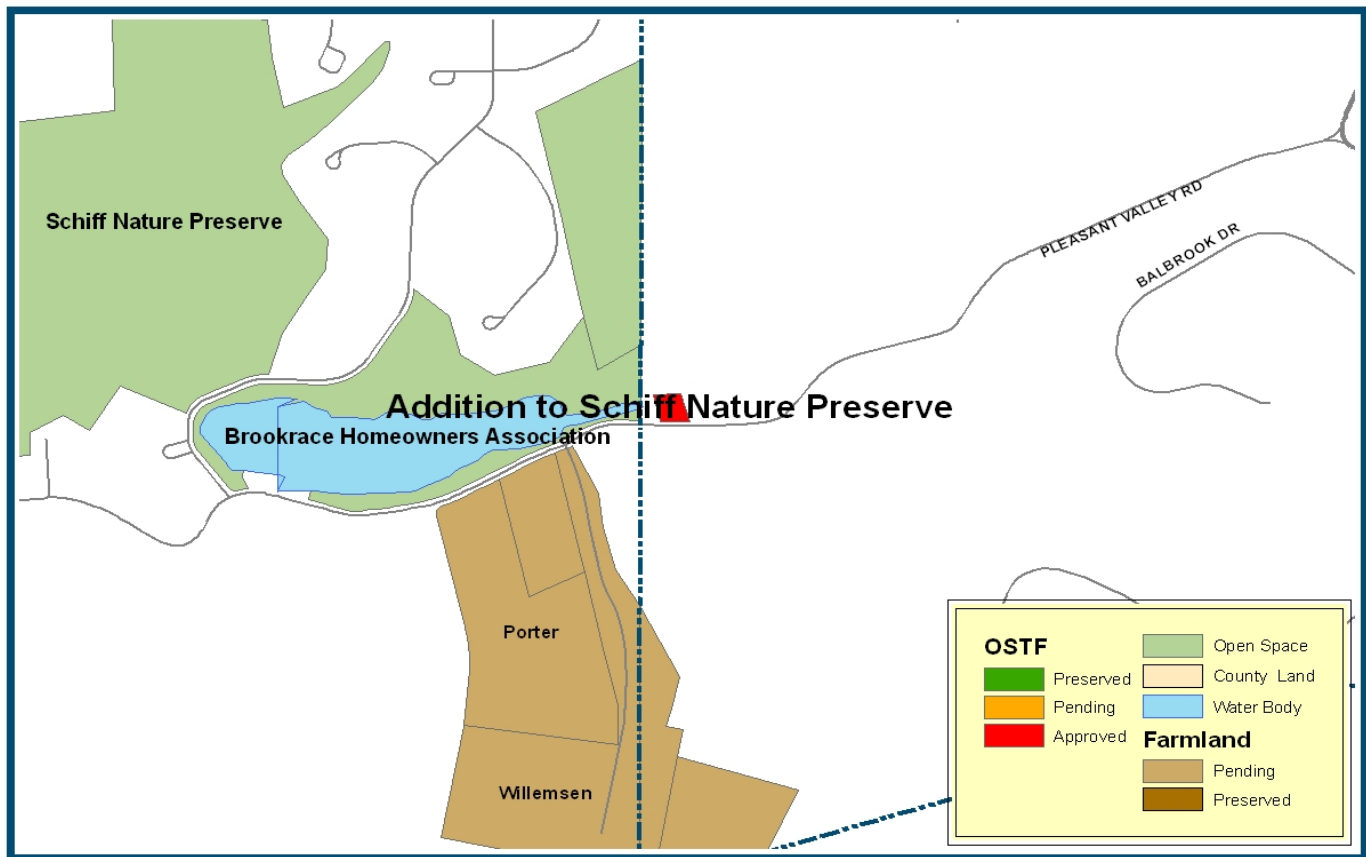 Schiff Nature Preserve
PLEASANT VALLEY RD
BALBROOK DR
Addition to Schiff Nature Preserve
Brookrace Homeowners Association
Porter
Willemsen
OSTF
Preserved
Pending
Approved
Open Space
County Land
Water Body
Farmland
Pending
Preserved